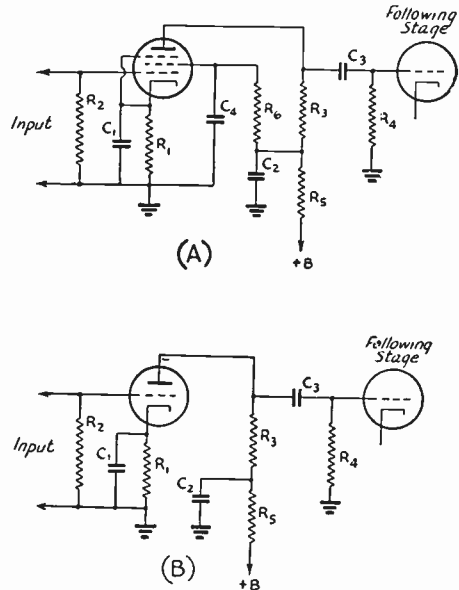 Following
Stage
C3
R2
R6
R3
Input
C1
C4
R4
R1
C2
R5
+B
(A)
Following
Stage
C3
R2
R3
Input
C1
R1
R4
C2
R5
+B
(B)